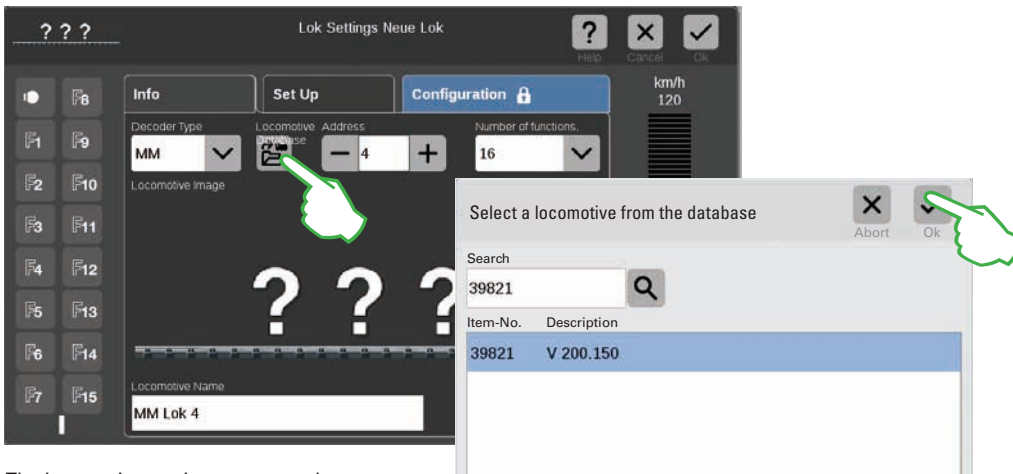 ? ? ?
Lok Settings Neue Lok
?
Help
Cancel
Ok
F8
F1
F9
F2
F10
F3
F11
F4
F12
F5
F13
F6
F14
F7
F15
Info
Set Up
Configuration
km/h
120
Decoder Type
Locomotive Database
Address
Number of functions.
MM
4
16
Locomotive Image
? ? ?
Locomotive Name
MM Lok 4
Select a locomotive from the database
Abort
Ok
Search
39821
Item-No. Description
39821 V 200.150